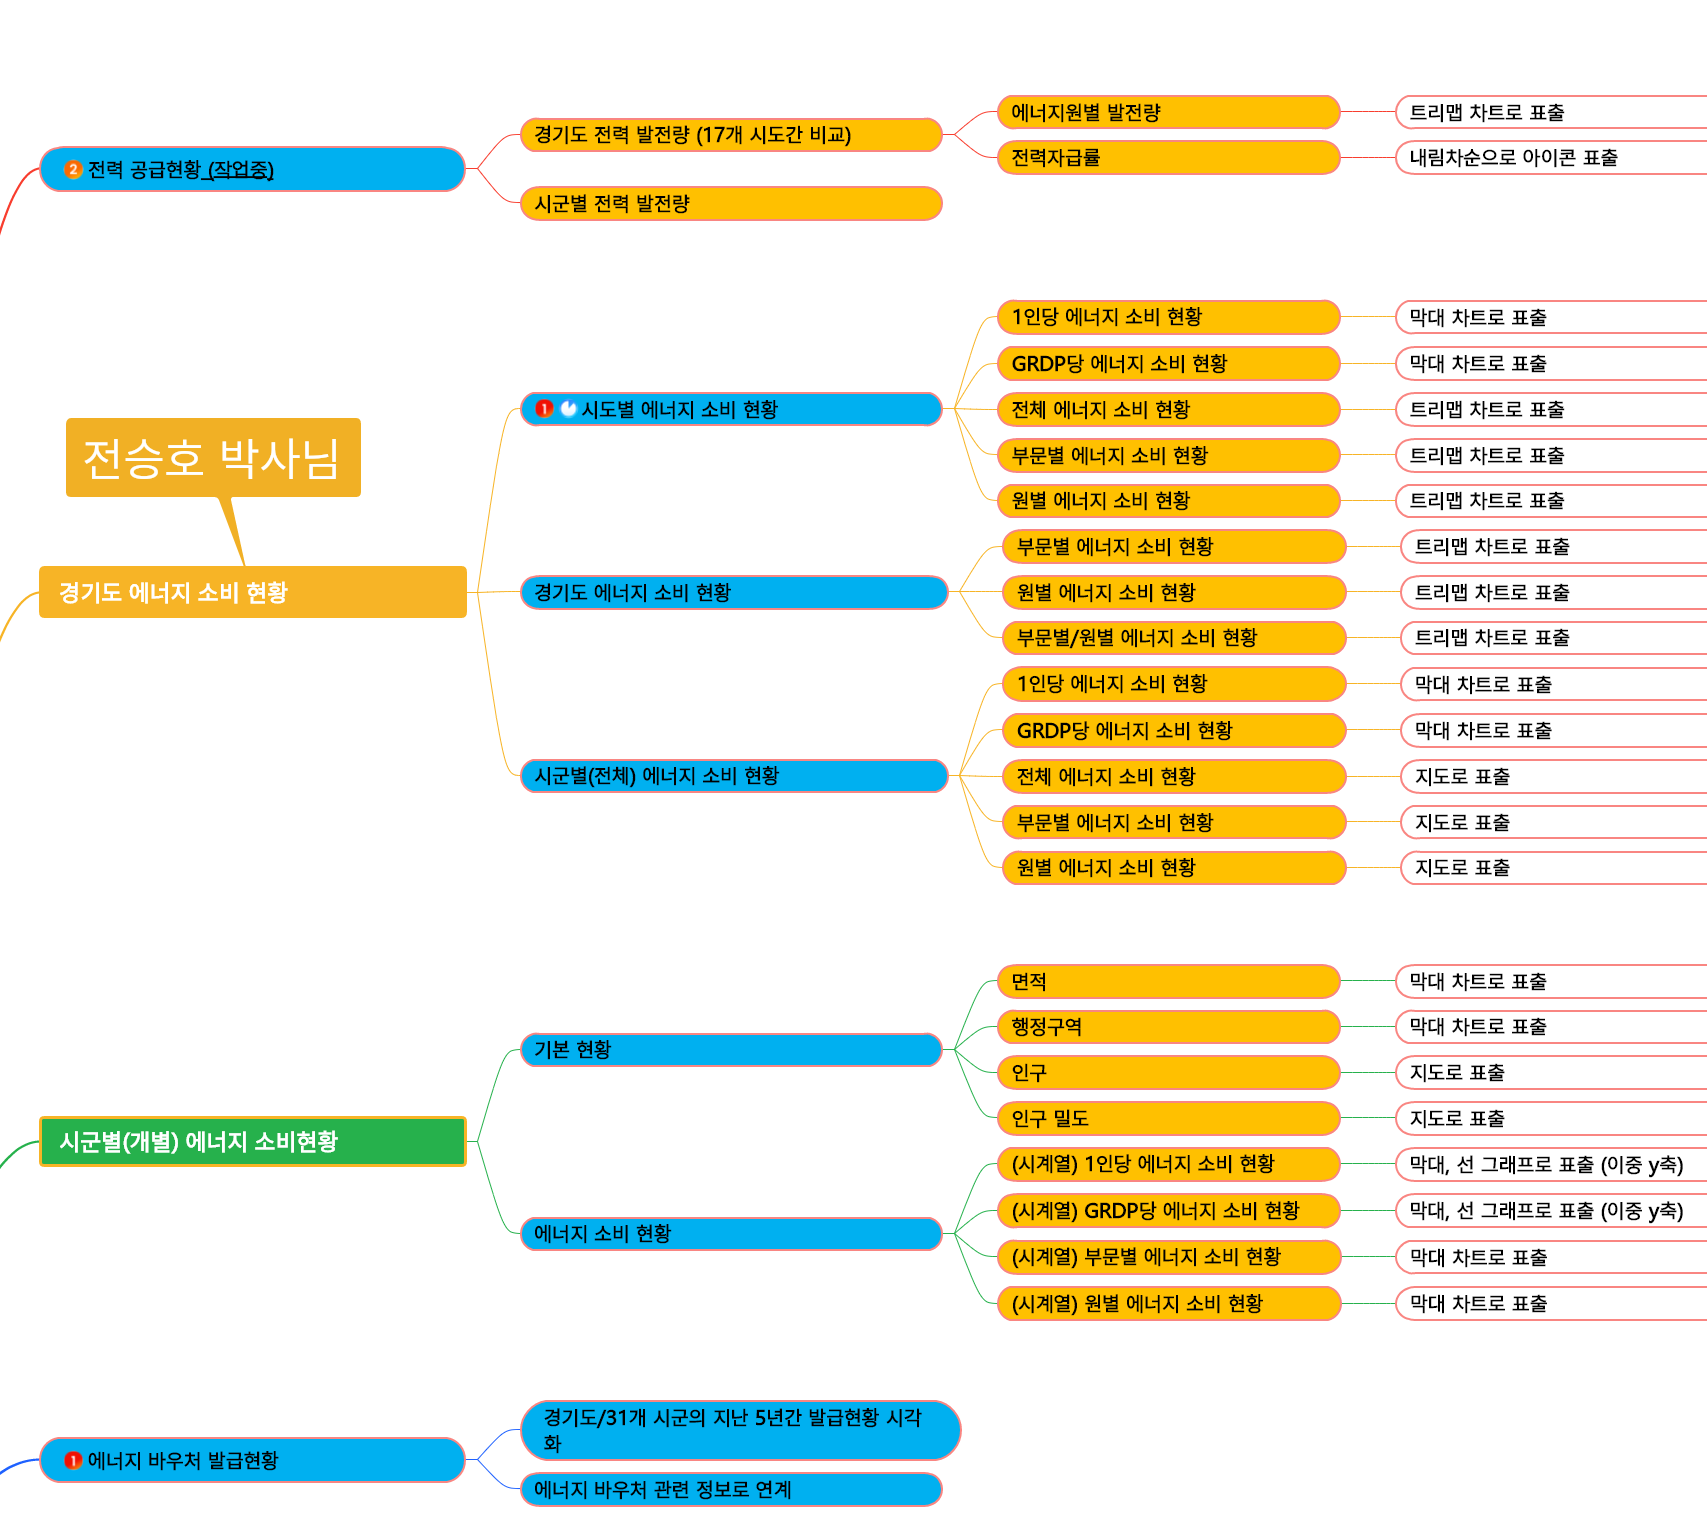 2 전력 공급현황 (작업중)
경기도 전력 발전량 (17개 시도간 비교)
에너지원별 발전량
트리맵 차트로 표출
전력자급률
내림차순으로 아이콘 표출
시군별 전력 발전량
전승호 박사님
경기도 에너지 소비 현황
1 시도별 에너지 소비 현황
1인당 에너지 소비 현황
막대 차트로 표출
GRDP당 에너지 소비 현황
막대 차트로 표출
전체 에너지 소비 현황
트리맵 차트로 표출
부문별 에너지 소비 현황
트리맵 차트로 표출
원별 에너지 소비 현황
트리맵 차트로 표출
경기도 에너지 소비 현황
부문별 에너지 소비 현황
트리맵 차트로 표출
원별 에너지 소비 현황
트리맵 차트로 표출
부문별/원별 에너지 소비 현황
트리맵 차트로 표출
시군별(전체) 에너지 소비 현황
1인당 에너지 소비 현황
막대 차트로 표출
GRDP당 에너지 소비 현황
막대 차트로 표출
전체 에너지 소비 현황
지도로 표출
부문별 에너지 소비 현황
지도로 표출
원별 에너지 소비 현황
지도로 표출
시군별(개별) 에너지 소비현황
기본 현황
면적
막대 차트로 표출
행정구역
막대 차트로 표출
인구
지도로 표출
인구 밀도
지도로 표출
에너지 소비 현황
(시계열) 1인당 에너지 소비 현황
막대, 선 그래프로 표출 (이중 y축)
(시계열) GRDP당 에너지 소비 현황
막대, 선 그래프로 표출 (이중 y축)
(시계열) 부문별 에너지 소비 현황
막대 차트로 표출
(시계열) 원별 에너지 소비 현황
막대 차트로 표출
1 에너지 바우처 발급현황
경기도/31개 시군의 지난 5년간 발급현황 시각
화
에너지 바우처 관련 정보로 연계